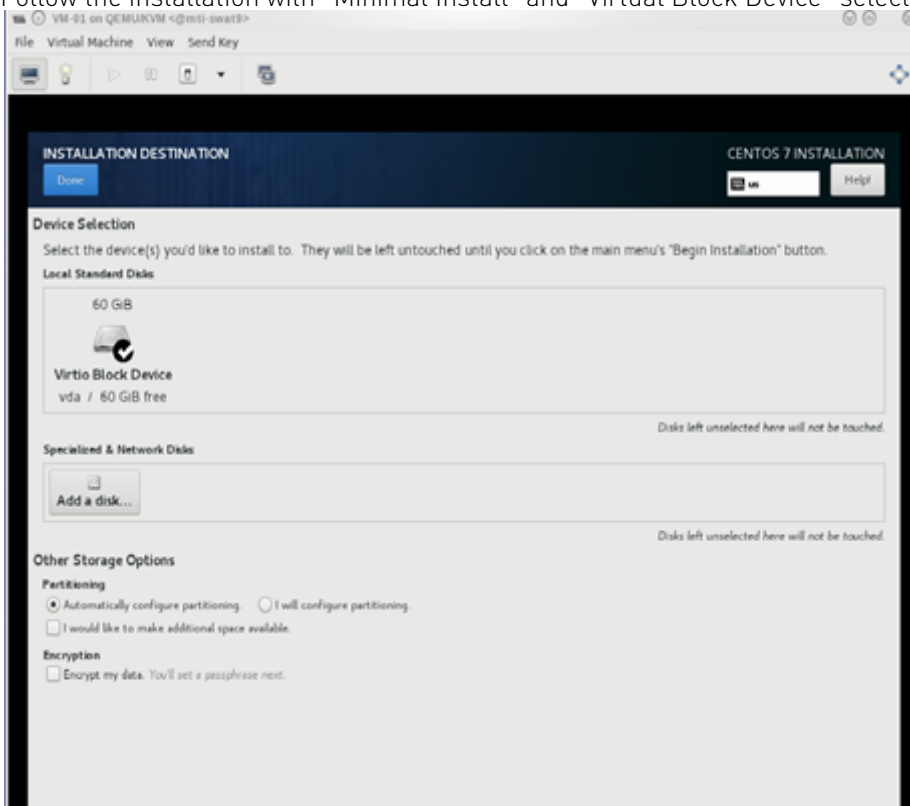 Follow the installation with "Minimal Install" and "Virtual Block Device" select
VM-01 on QEMU/KVM <@mti-swat9>
File Virtual Machine View Send Key
INSTALLATION DESTINATION
CENTOS 7 INSTALLATION
Done
us
Help!
Device Selection
Select the device(s) you'd like to install to. They will be left untouched until you click on the main menu's "Begin Installation" button.
Local Standard Disks
60 GiB
Virtio Block Device
vda / 60 GiB free
Disks left unselected here will not be touched.
Specialized & Network Disks
Add a disk...
Disks left unselected here will not be touched.
Other Storage Options
Partitioning
Automatically configure partitioning. I will configure partitioning.
I would like to make additional space available.
Encryption
Encrypt my data. You'll set a passphrase next.